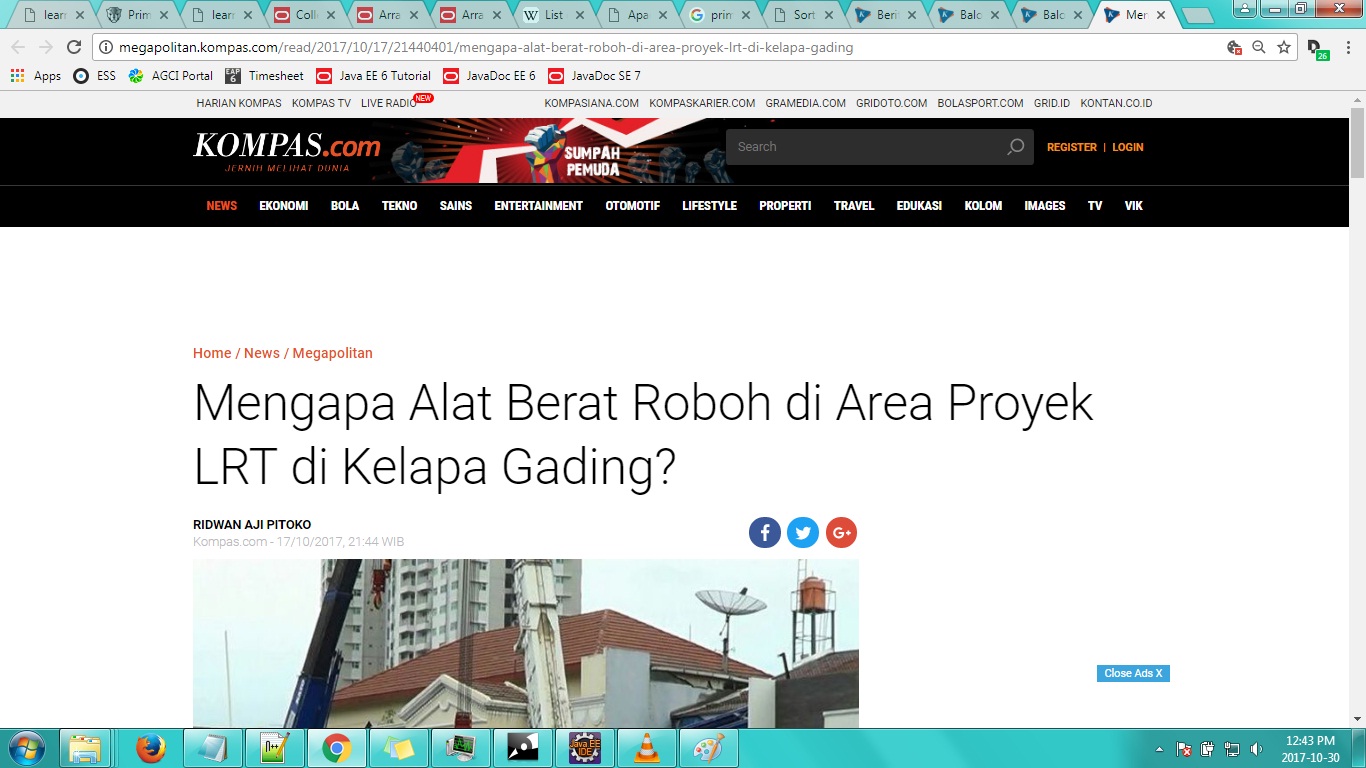 learn
Prim
learn
Coll
Arra
Arra
List
Apa
prim
Sort
Beri
Balo
Balo
Men
megapolitan.kompas.com/read/2017/10/17/21440401/mengapa-alat-berat-roboh-di-area-proyek-lrt-di-kelapa-gading
26
Apps ESS AGCI Portal EAP 6 Timesheet Java EE 6 Tutorial JavaDoc EE 6 JavaDoc SE 7
HARIAN KOMPAS KOMPAS TV LIVE RADIO NEW KOMPASIANA.COM KOMPASKARIER.COM GRAMEDIA.COM GRIDOTO.COM BOLASPORT.COM GRID.ID KONTAN.CO.ID
KOMPAS.com
JERNIH MELIHAT DUNIA
SUMPAH
PEMUDA
Search
REGISTER | LOGIN
NEWS EKONOMI BOLA TEKNO SAINS ENTERTAINMENT OTOMOTIF LIFESTYLE PROPERTI TRAVEL EDUKASI KOLOM IMAGES TV VIK
Home / News / Megapolitan
Mengapa Alat Berat Roboh di Area Proyek
LRT di Kelapa Gading?
RIDWAN AJI PITOKO
Kompas.com - 17/10/2017, 21:44 WIB
Close Ads X
Java EE
IDE
12:43 PM
2017-10-30